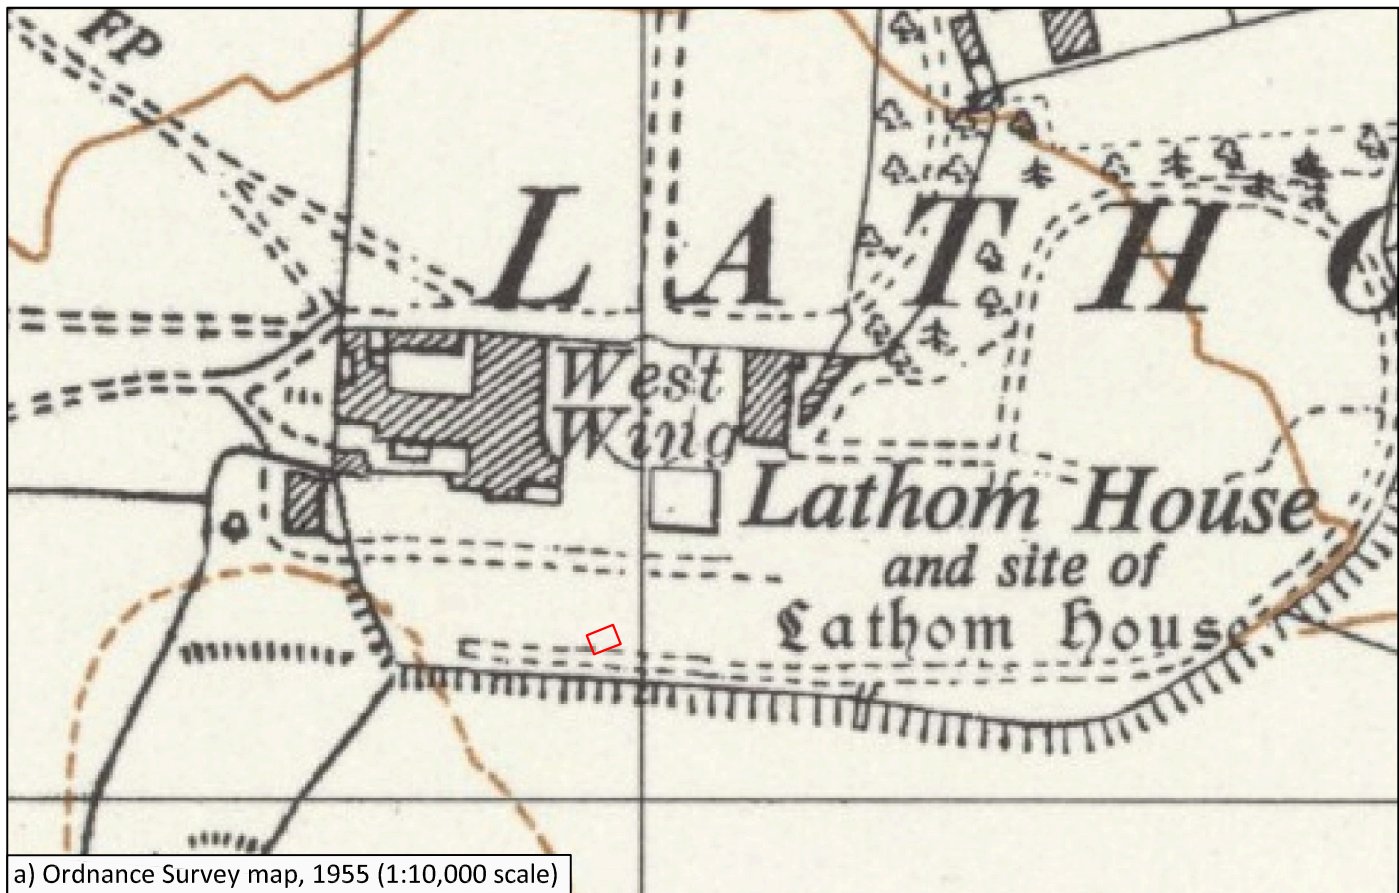 FP
L A T H O
West
Wing
Lathom House
and site of
Lathom House
a) Ordnance Survey map, 1955 (1:10,000 scale)